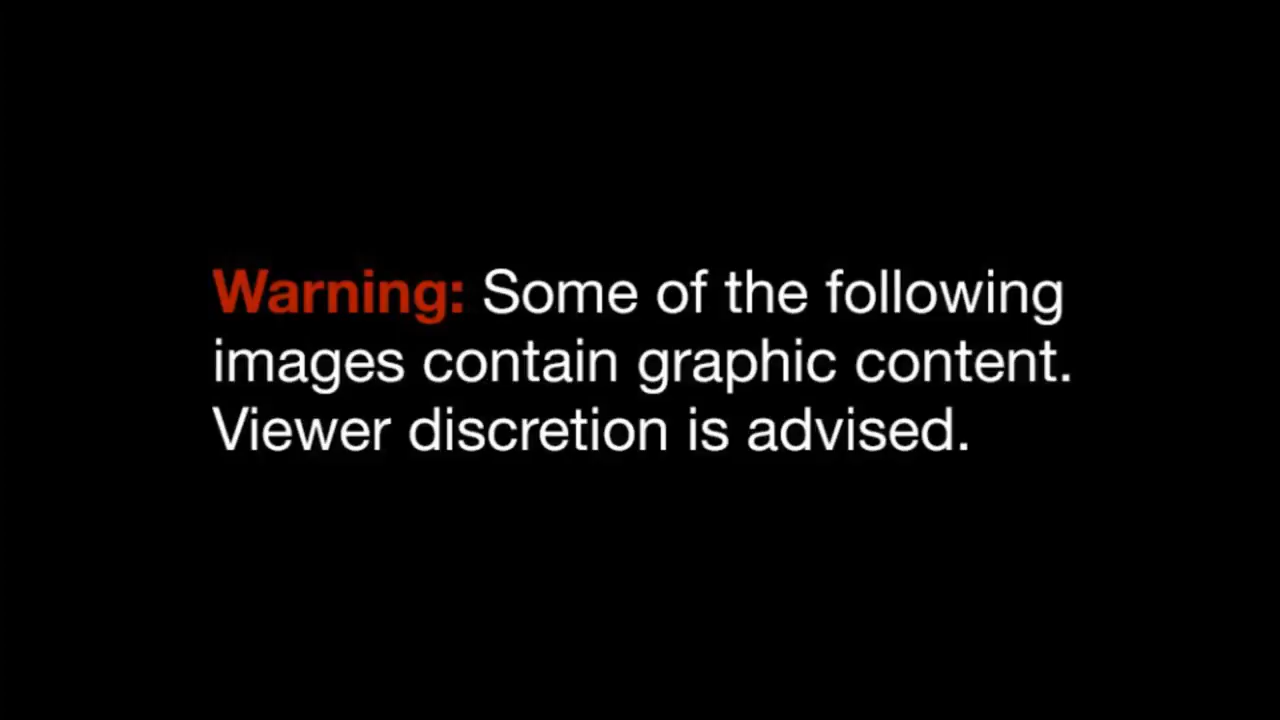 Warning: Some of the following
images contain graphic content.
Viewer discretion is advised.